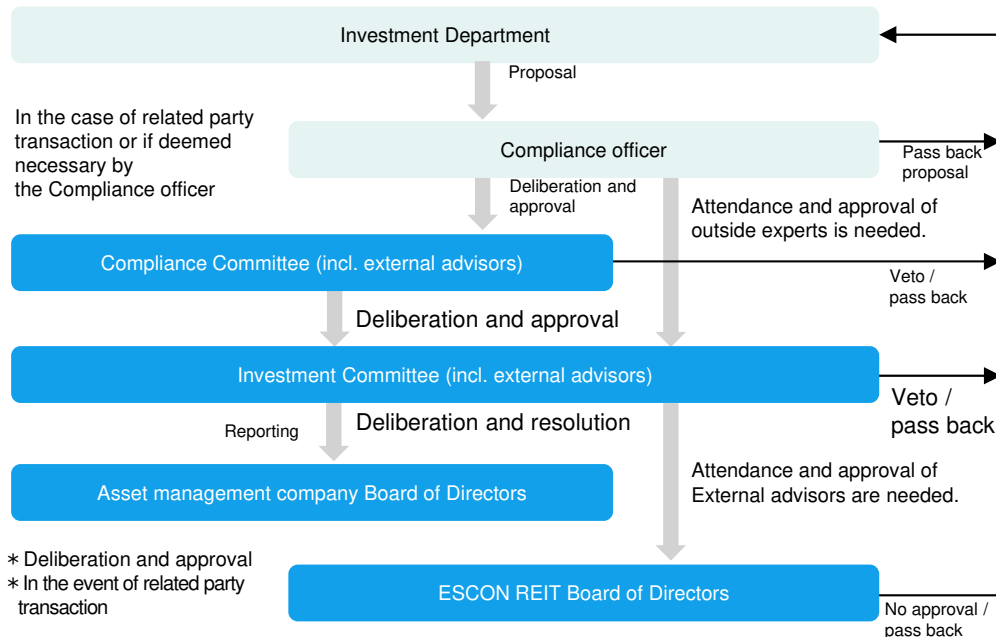 Investment Department
Proposal
In the case of related party
transaction or if deemed
necessary by
the Compliance officer
Compliance officer
Pass back
proposal
Deliberation and
approval
Attendance and approval of
outside experts is needed.
Compliance Committee (incl. external advisors)
Veto /
pass back
Deliberation and approval
Investment Committee (incl. external advisors)
Veto /
pass back
Reporting
Deliberation and resolution
Asset management company Board of Directors
Attendance and approval of
External advisors are needed.
* Deliberation and approval
* In the event of related party
transaction
ESCON REIT Board of Directors
No approval /
pass back